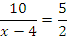 10/(x − 4) = 5/2